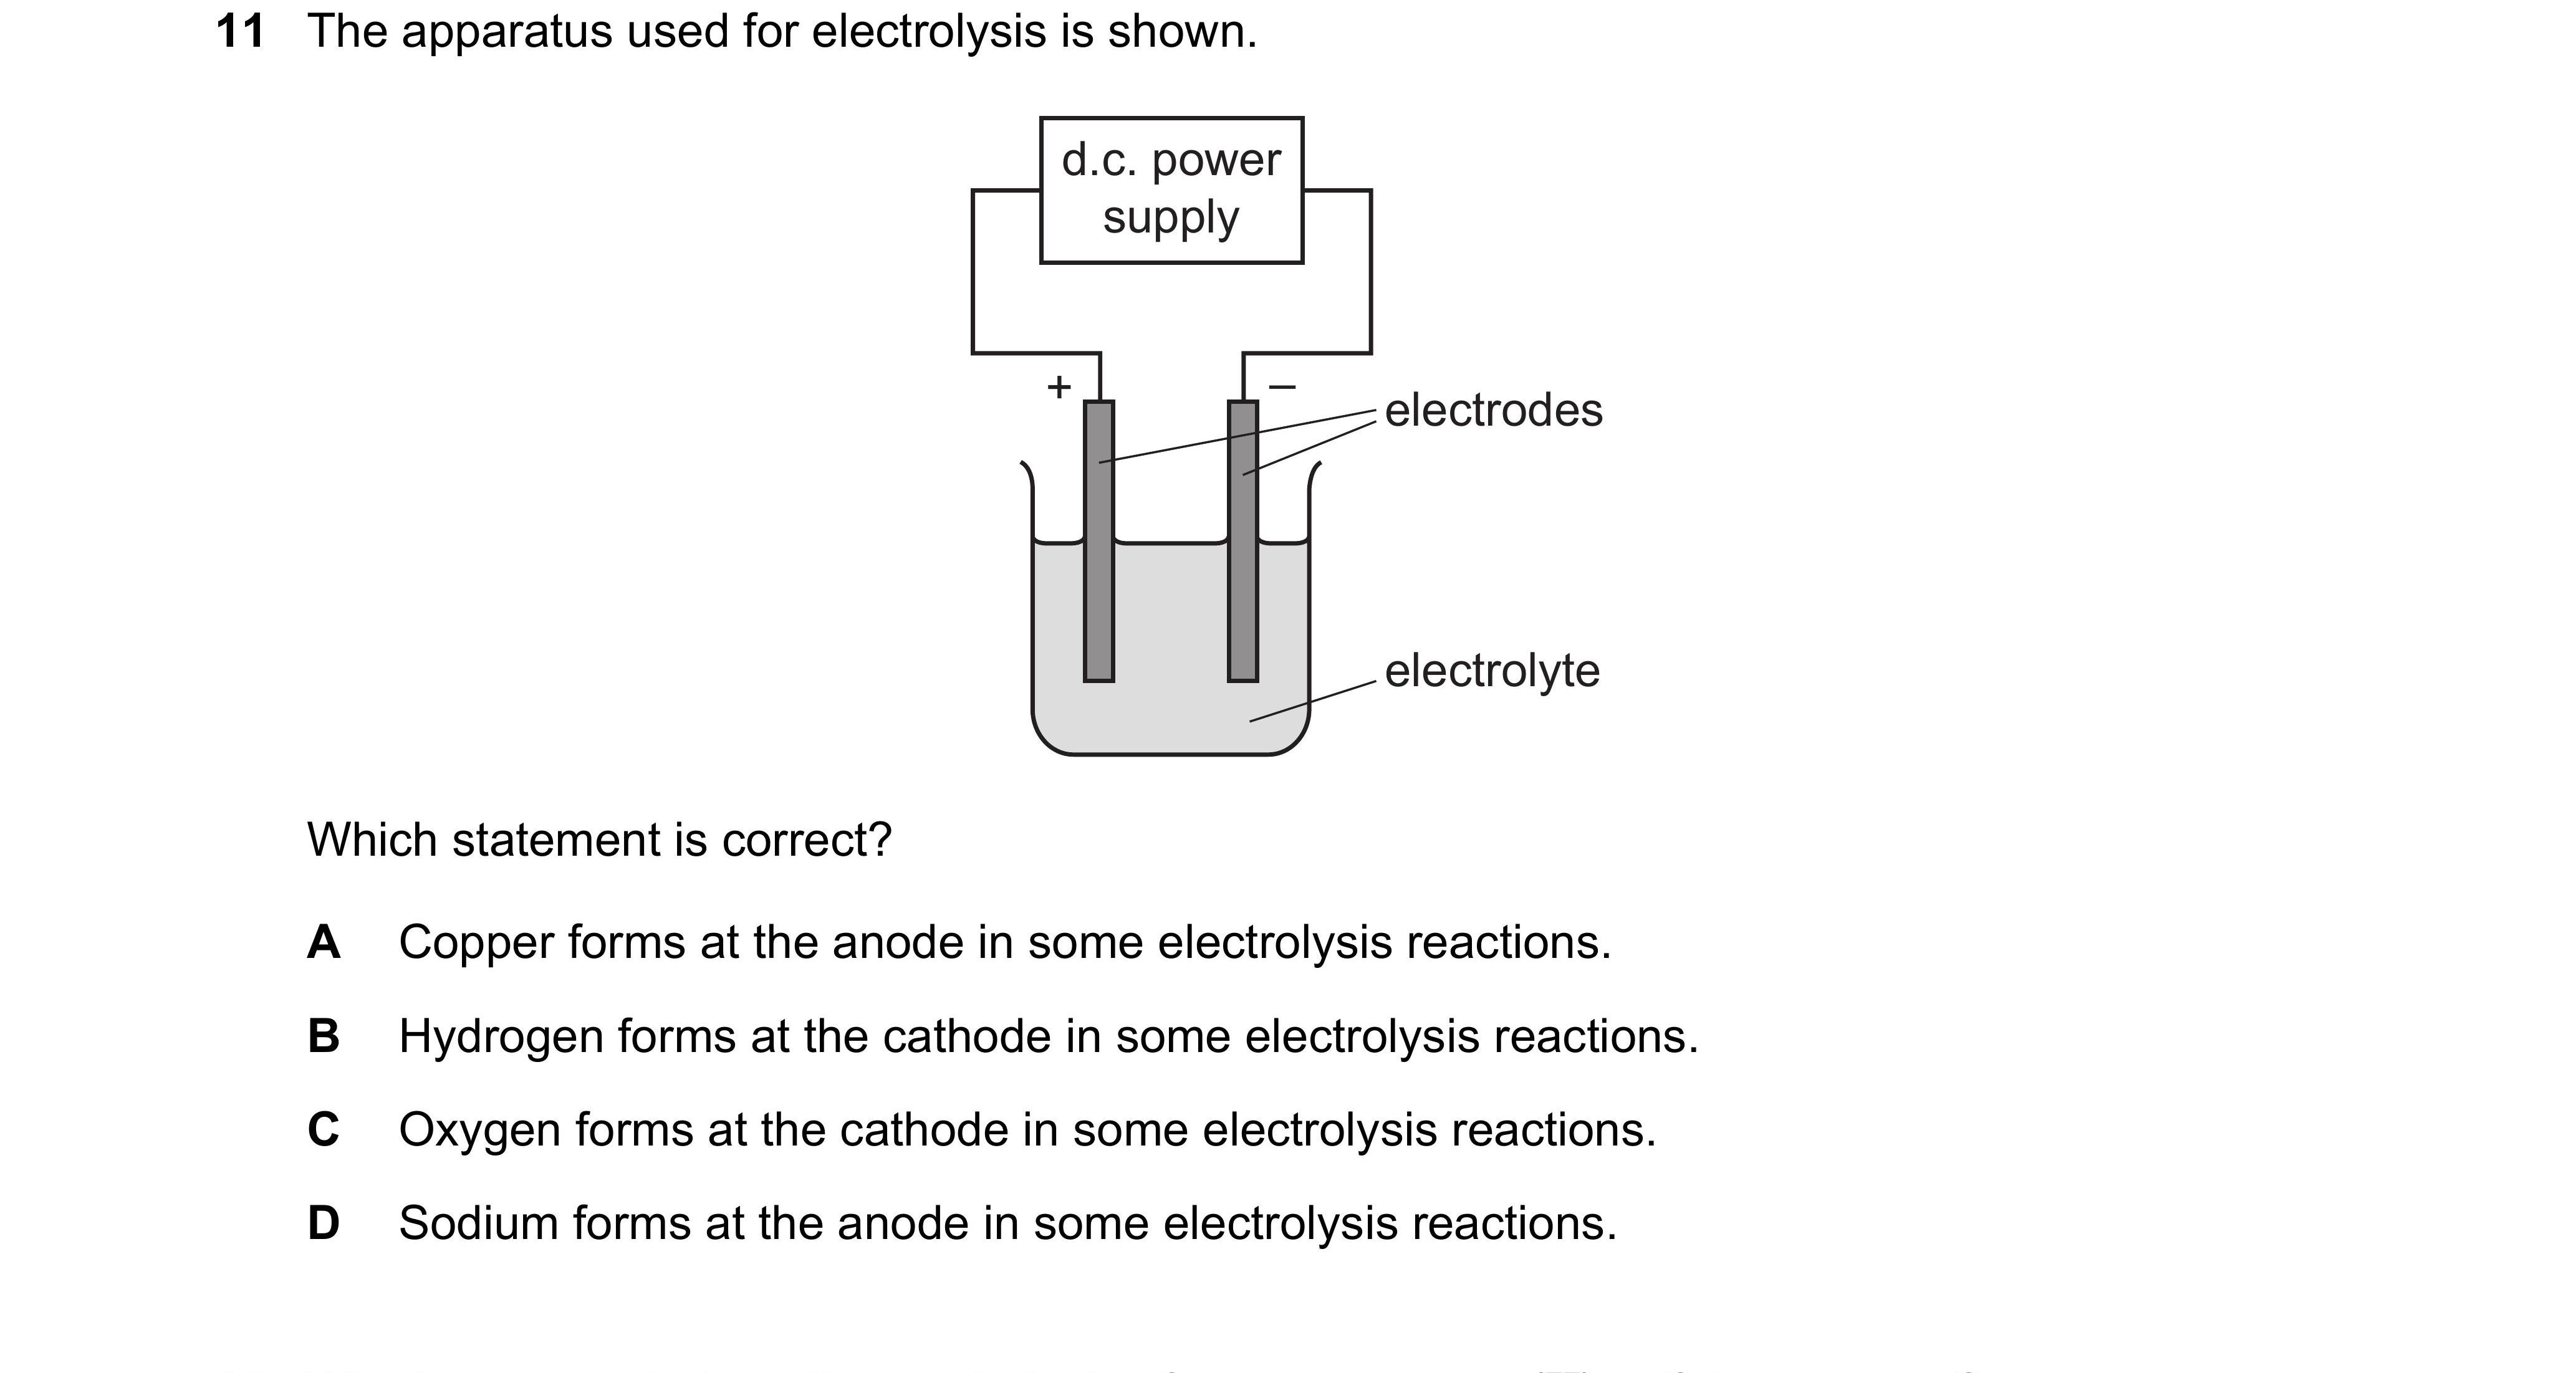 11 The apparatus used for electrolysis is shown.
d.c. power
supply
+ –
electrodes
electrolyte
Which statement is correct?
A Copper forms at the anode in some electrolysis reactions.
B Hydrogen forms at the cathode in some electrolysis reactions.
C Oxygen forms at the cathode in some electrolysis reactions.
D Sodium forms at the anode in some electrolysis reactions.